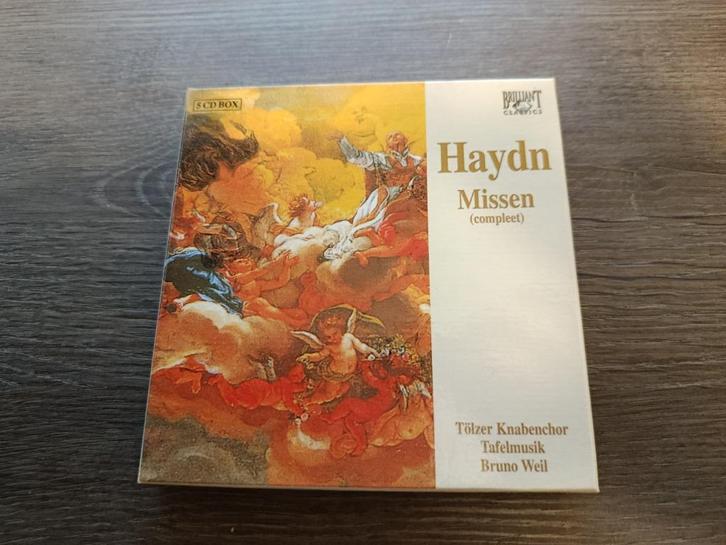 5 CD BOX
BRILLIANT
CLASSICS
Haydn
Missen
(compleet)
Tölzer Knabenchor
Tafelmusik
Bruno Weil